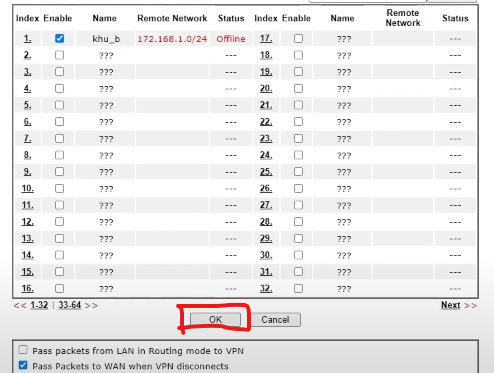 Index Enable Name Remote Network Status Index Enable Name Remote Network Status
1. khu_b 172.168.1.0/24 Offline 17. ??? ---
2. ??? --- 18. ??? ---
3. ??? --- 19. ??? ---
4. ??? --- 20. ??? ---
5. ??? --- 21. ??? ---
6. ??? --- 22. ??? ---
7. ??? --- 23. ??? ---
8. ??? --- 24. ??? ---
9. ??? --- 25. ??? ---
10. ??? --- 26. ??? ---
11. ??? --- 27. ??? ---
12. ??? --- 28. ??? ---
13. ??? --- 29. ??? ---
14. ??? --- 30. ??? ---
15. ??? --- 31. ??? ---
16. ??? --- 32. ??? ---
<< 1-32 | 33-64 >> Next >>
OK Cancel
Pass packets from LAN in Routing mode to VPN
Pass Packets to WAN when VPN disconnects